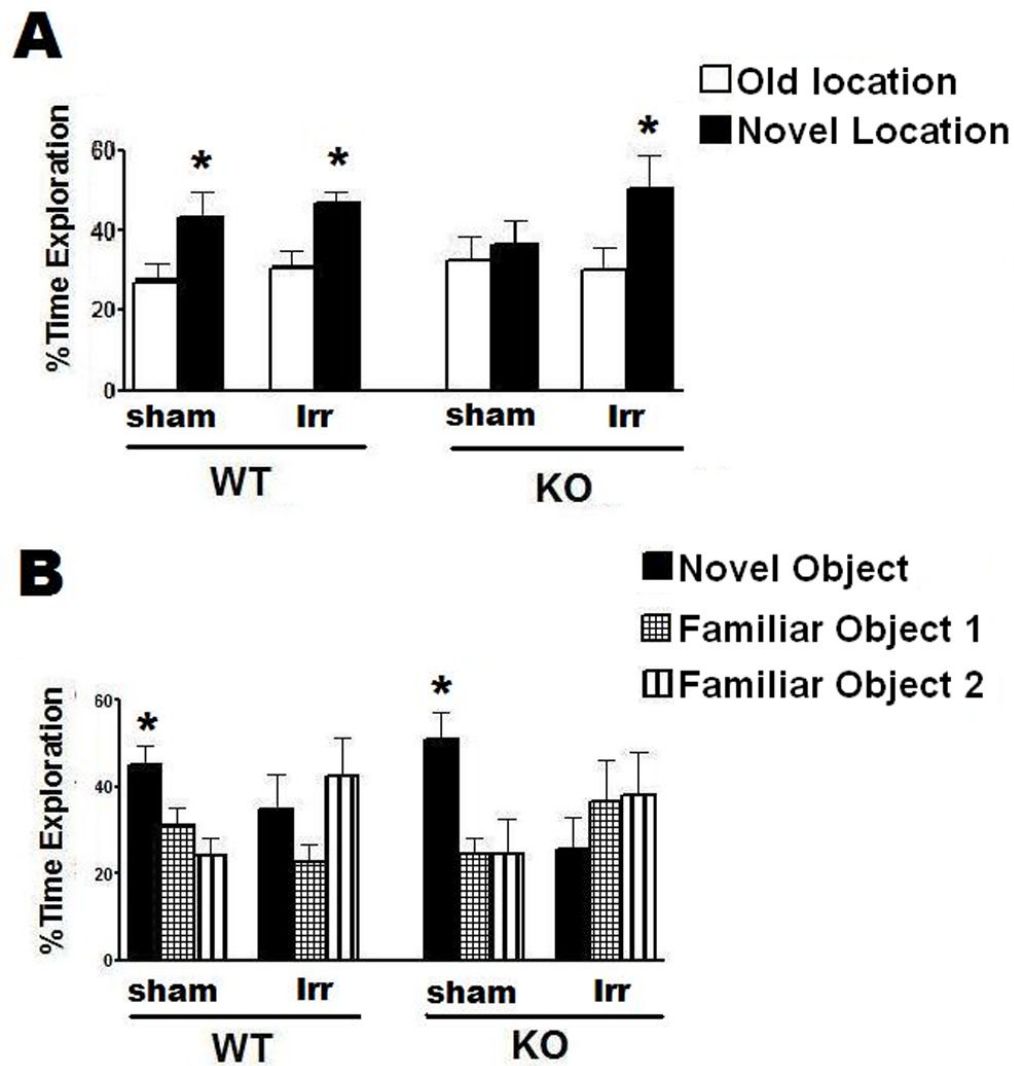 A
Old location
Novel Location
%Time Exploration
60
40
20
0
* * *
sham Irr sham Irr
WT KO
B
Novel Object
Familiar Object 1
Familiar Object 2
%Time Exploration
60
40
20
0
* *
sham Irr sham Irr
WT KO